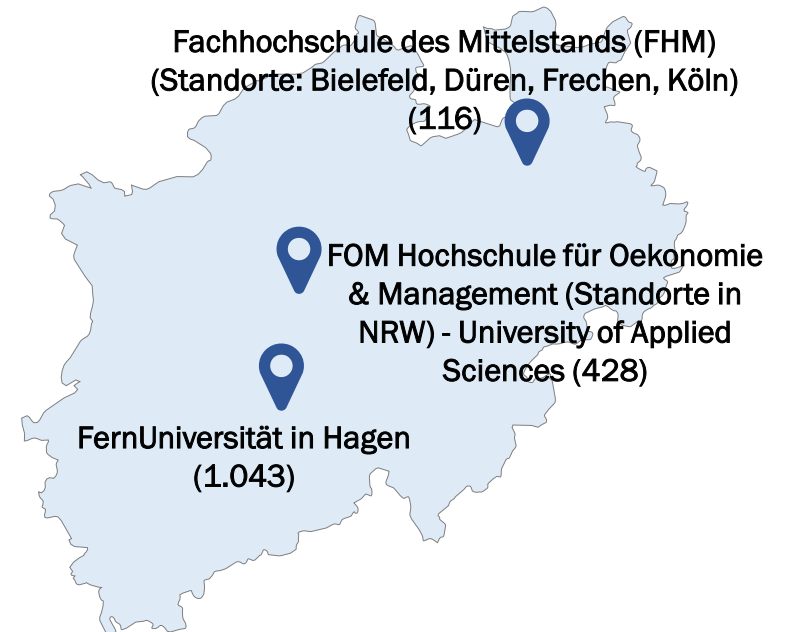 Fachhochschule des Mittelstands (FHM)
(Standorte: Bielefeld, Düren, Frechen, Köln)
(116)
FOM Hochschule für Oekonomie
& Management (Standorte in
NRW) - University of Applied
Sciences (428)
FernUniversität in Hagen
(1.043)